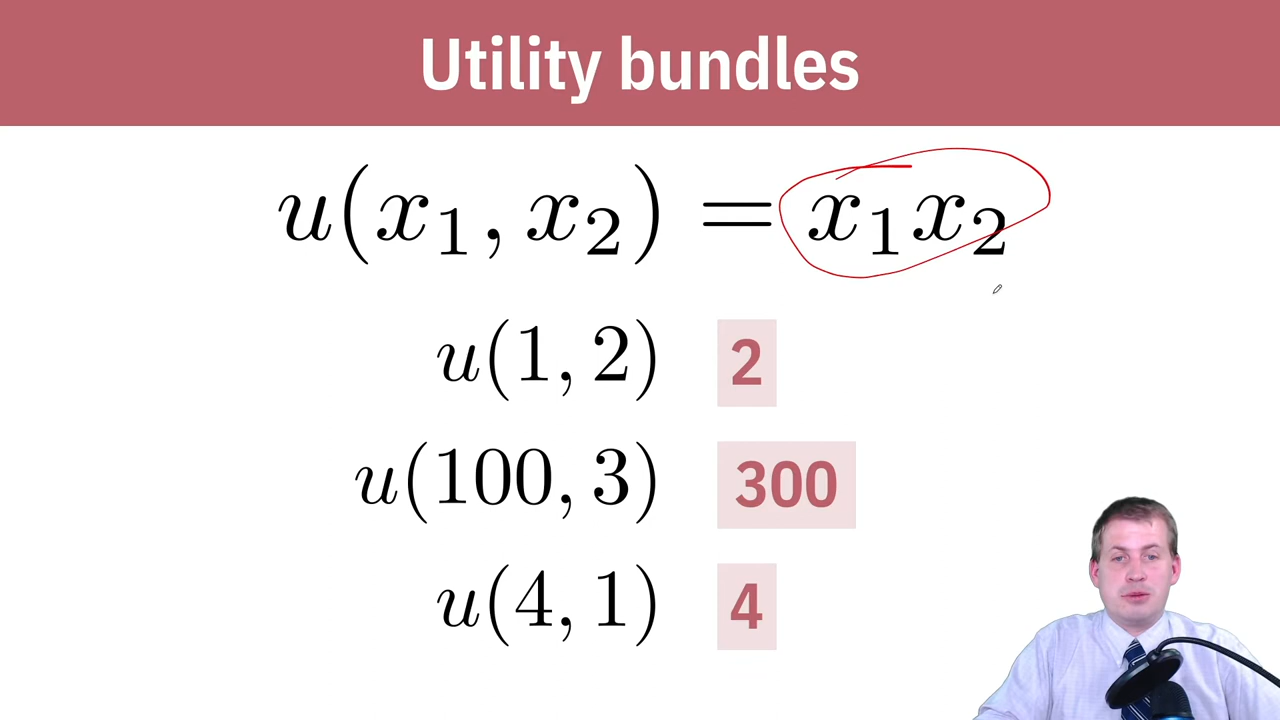 Utility bundles
u(x₁, x₂) = x₁x₂
u(1, 2) 2
u(100, 3) 300
u(4, 1) 4